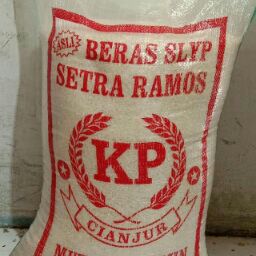 ASLI
BERAS SLYP
SETRA RAMOS
KP
CIANJUR